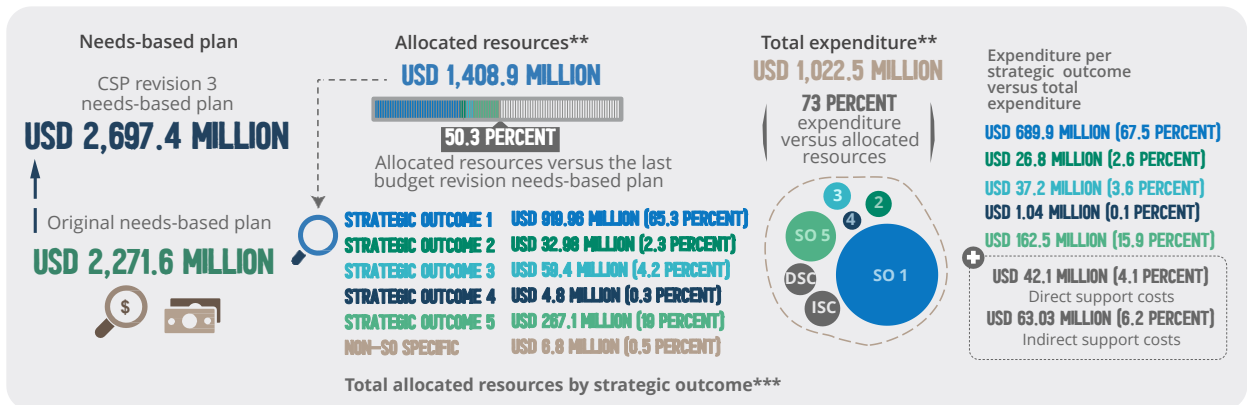 Needs-based plan
CSP revision 3
needs-based plan
USD 2,697.4 MILLION
Original needs-based plan
USD 2,271.6 MILLION
$
Allocated resources**
USD 1,408.9 MILLION
50.3 PERCENT
Allocated resources versus the last
budget revision needs-based plan
STRATEGIC OUTCOME 1 USD 919.96 MILLION (65.3 PERCENT)
STRATEGIC OUTCOME 2 USD 32.98 MILLION (2.3 PERCENT)
STRATEGIC OUTCOME 3 USD 59.4 MILLION (4.2 PERCENT)
STRATEGIC OUTCOME 4 USD 4.8 MILLION (0.3 PERCENT)
STRATEGIC OUTCOME 5 USD 267.1 MILLION (19 PERCENT)
NON-SO SPECIFIC USD 6.8 MILLION (0.5 PERCENT)
Total allocated resources by strategic outcome***
Total expenditure**
USD 1,022.5 MILLION
73 PERCENT
expenditure
versus allocated
resources
3
2
4
SO 5
SO 1
DSC
ISC
Expenditure per
strategic outcome
versus total
expenditure
USD 689.9 MILLION (67.5 PERCENT)
USD 26.8 MILLION (2.6 PERCENT)
USD 37.2 MILLION (3.6 PERCENT)
USD 1.04 MILLION (0.1 PERCENT)
USD 162.5 MILLION (15.9 PERCENT)
USD 42.1 MILLION (4.1 PERCENT)
Direct support costs
USD 63.03 MILLION (6.2 PERCENT)
Indirect support costs